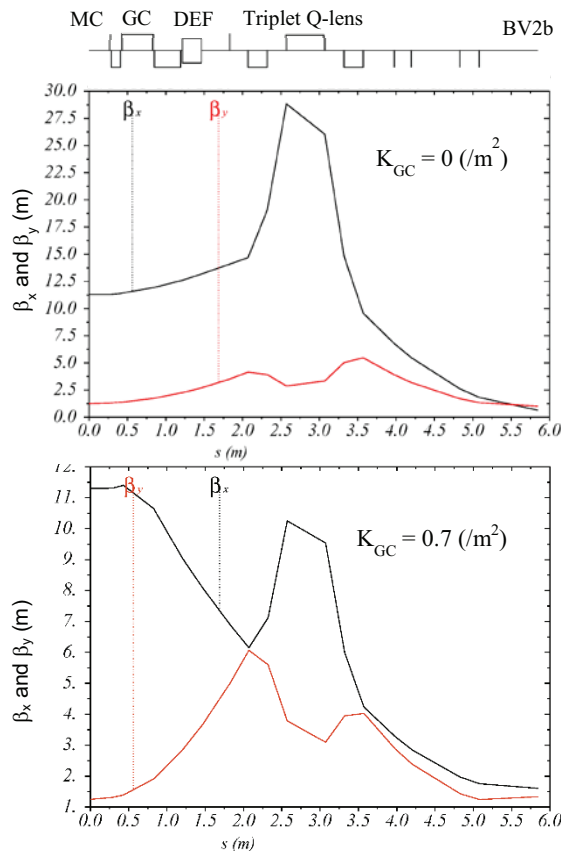 MC GC DEF Triplet Q-lens BV2b
30.0
27.5
25.0
22.5
20.0
17.5
15.0
12.5
10.0
7.5
5.0
2.5
0.0
βx and βy (m)
βx βy
KGC = 0 (/m²)
0.0 0.5 1.0 1.5 2.0 2.5 3.0 3.5 4.0 4.5 5.0 5.5 6.0
s (m)
12.
11.
10.
9.
8.
7.
6.
5.
4.
3.
2.
1.
βx and βy (m)
βy βx
KGC = 0.7 (/m²)
0.0 0.5 1.0 1.5 2.0 2.5 3.0 3.5 4.0 4.5 5.0 5.5 6.0
s (m)